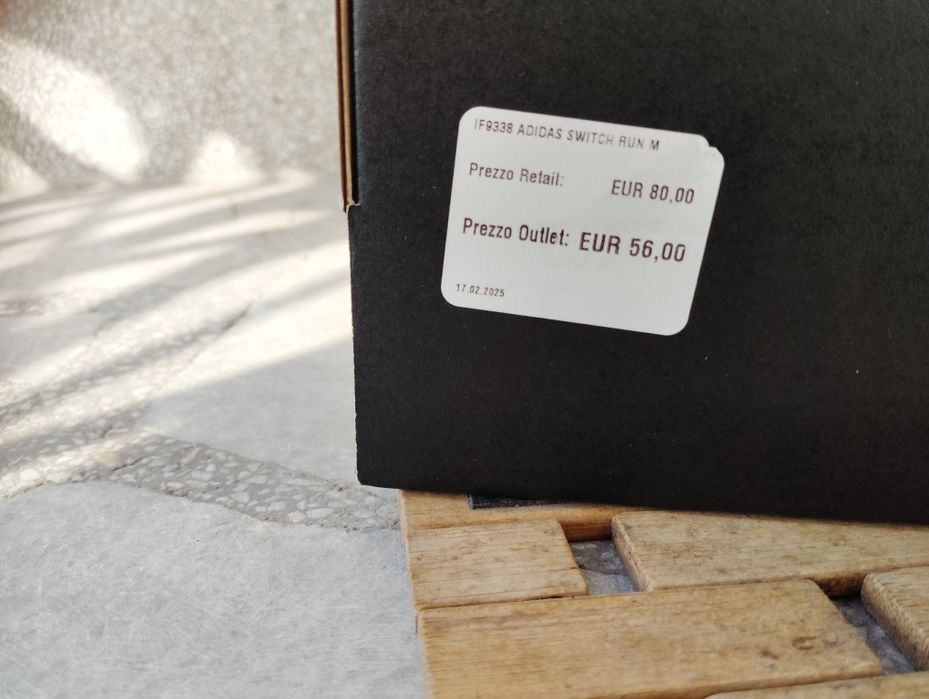 IF9338 ADIDAS SWITCH RUN M
Prezzo Retail: EUR 80,00
Prezzo Outlet: EUR 56,00
17.02.2025